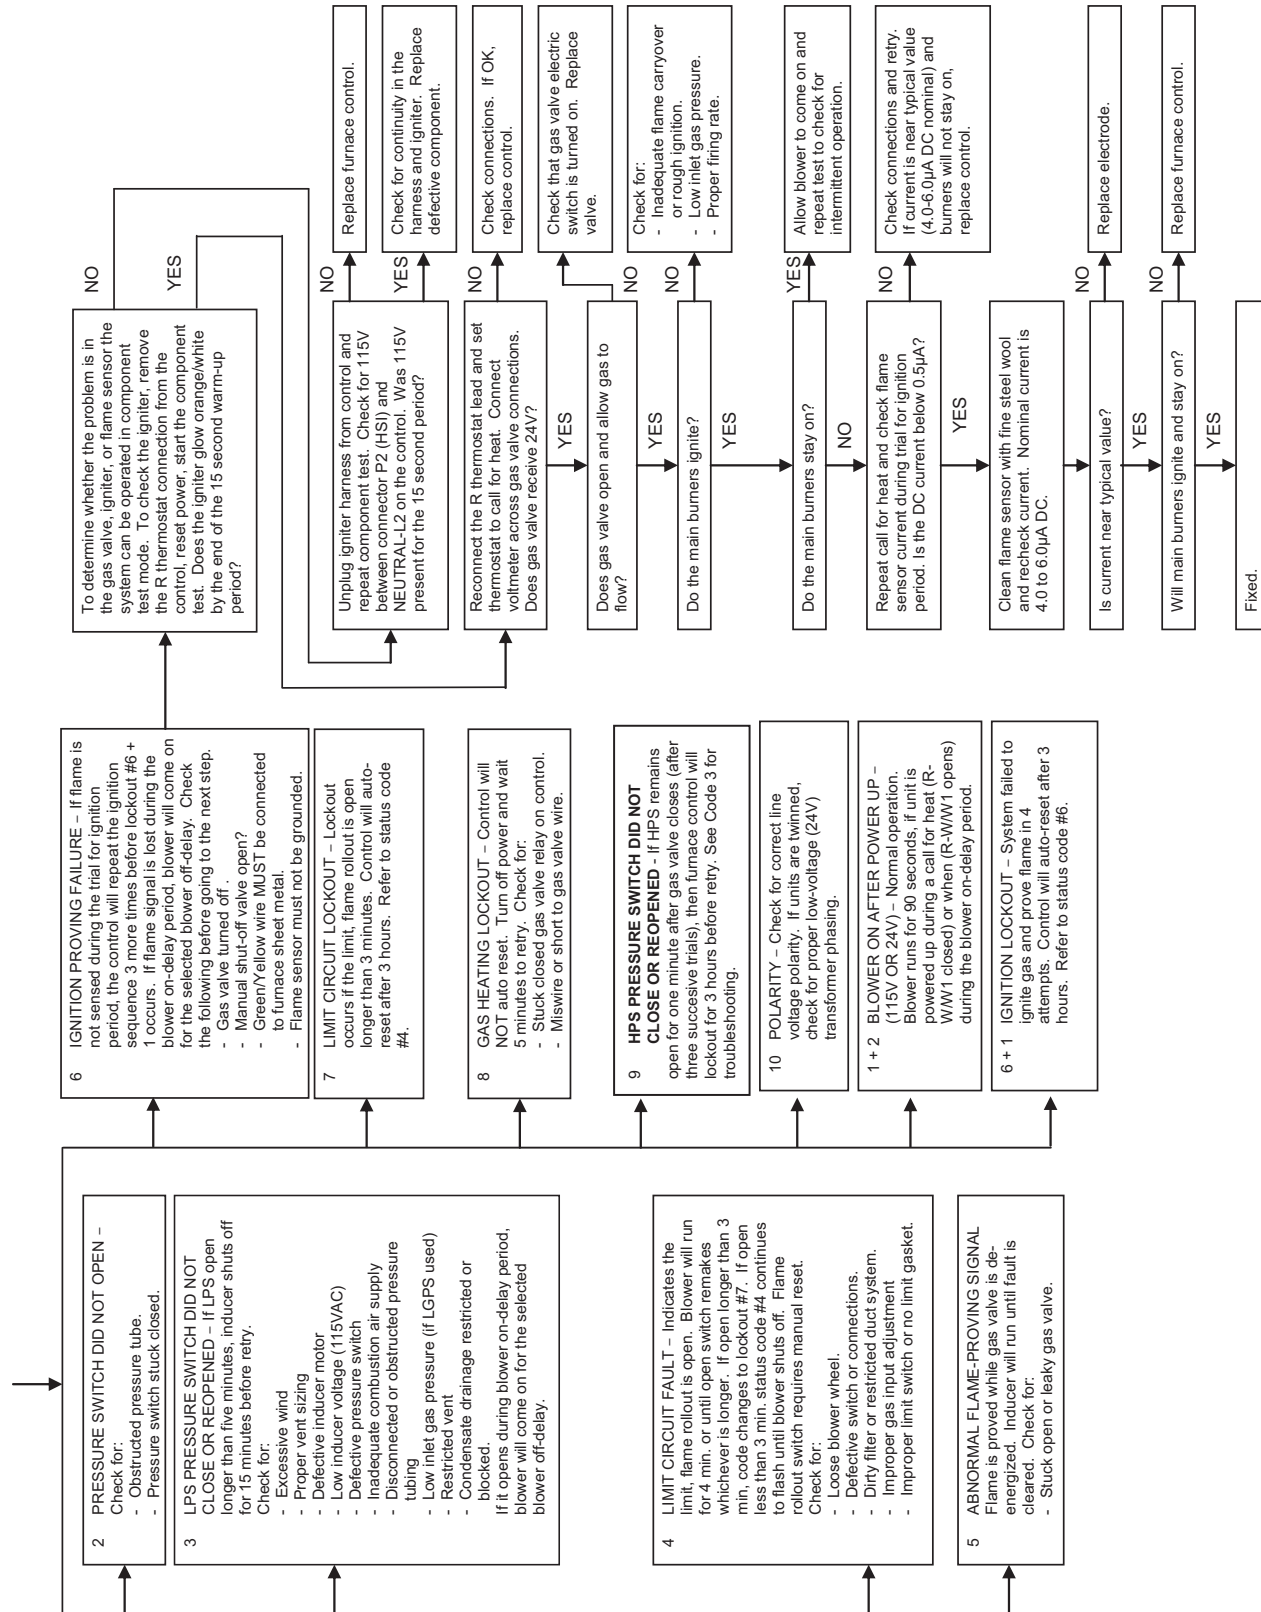 2 PRESSURE SWITCH DID NOT OPEN –
Check for:
- Obstructed pressure tube.
- Pressure switch stuck closed.
3 LPS PRESSURE SWITCH DID NOT
CLOSE OR REOPENED – If LPS open
longer than five minutes, inducer shuts off
for 15 minutes before retry.
Check for:
- Excessive wind
- Proper vent sizing
- Defective inducer motor
- Low inducer voltage (115VAC)
- Defective pressure switch
- Inadequate combustion air supply
- Disconnected or obstructed pressure
tubing
- Low inlet gas pressure (if LGPS used)
- Restricted vent
- Condensate drainage restricted or
blocked.
If it opens during blower on-delay period,
blower will come on for the selected
blower off-delay.
4 LIMIT CIRCUIT FAULT – Indicates the
limit, flame rollout is open. Blower will run
for 4 min. or until open switch remakes
whichever is longer. If open longer than 3
min, code changes to lockout #7. If open
less than 3 min. status code #4 continues
to flash until blower shuts off. Flame
rollout switch requires manual reset.
Check for:
- Loose blower wheel.
- Defective switch or connections.
- Dirty filter or restricted duct system.
- Improper gas input adjustment
- Improper limit switch or no limit gasket.
5 ABNORMAL FLAME-PROVING SIGNAL
Flame is proved while gas valve is de-
energized. Inducer will run until fault is
cleared. Check for:
- Stuck open or leaky gas valve.
6 IGNITION PROVING FAILURE – If flame is
not sensed during the trial for ignition
period, the control will repeat the ignition
sequence 3 more times before lockout #6 +
1 occurs. If flame signal is lost during the
blower on-delay period, blower will come on
for the selected blower off-delay. Check
the following before going to the next step.
- Gas valve turned off .
- Manual shut-off valve open?
- Green/Yellow wire MUST be connected
to furnace sheet metal.
- Flame sensor must not be grounded.
7 LIMIT CIRCUIT LOCKOUT – Lockout
occurs if the limit, flame rollout is open
longer than 3 minutes. Control will auto-
reset after 3 hours. Refer to status code
#4.
8 GAS HEATING LOCKOUT – Control will
NOT auto reset. Turn off power and wait
5 minutes to retry. Check for:
- Stuck closed gas valve relay on control.
- Miswire or short to gas valve wire.
9 HPS PRESSURE SWITCH DID NOT
CLOSE OR REOPENED - If HPS remains
open for one minute after gas valve closes (after
three succesive trials), then furnace control will
lockout for 3 hours before retry. See Code 3 for
troubleshooting.
10 POLARITY – Check for correct line
voltage polarity. If units are twinned,
check for proper low-voltage (24V)
transformer phasing.
1 + 2 BLOWER ON AFTER POWER UP –
(115V OR 24V) – Normal operation.
Blower runs for 90 seconds, if unit is
powered up during a call for heat (R-
W/W1 closed) or when (R-W/W1 opens)
during the blower on-delay period.
6 + 1 IGNITION LOCKOUT – System failed to
ignite gas and prove flame in 4
attempts. Control will auto-reset after 3
hours. Refer to status code #6.
To determine whether the problem is in
the gas valve, igniter, or flame sensor the
system can be operated in component
test mode. To check the igniter, remove
the R thermostat connection from the
control, reset power, start the component
test. Does the igniter glow orange/white
by the end of the 15 second warm-up
period?
NO
YES
Unplug igniter harness from control and
repeat component test. Check for 115V
between connector P2 (HSI) and
NEUTRAL-L2 on the control. Was 115V
present for the 15 second period?
NO
Replace furnace control.
YES
Check for continuity in the
harness and igniter. Replace
defective component.
Reconnect the R thermostat lead and set
thermostat to call for heat. Connect
voltmeter across gas valve connections.
Does gas valve receive 24V?
NO
Check connections. If OK,
replace control.
YES
Does gas valve open and allow gas to
flow?
NO
Check that gas valve electric
switch is turned on. Replace
valve.
YES
Do the main burners ignite?
NO
Check for:
- Inadequate flame carryover
or rough ignition.
- Low inlet gas pressure.
- Proper firing rate.
YES
Do the main burners stay on?
YES
Allow blower to come on and
repeat test to check for
intermittent operation.
NO
Repeat call for heat and check flame
sensor current during trial for ignition
period. Is the DC current below 0.5µA?
NO
Check connections and retry.
If current is near typical value
(4.0-6.0µA DC nominal) and
burners will not stay on,
replace control.
YES
Clean flame sensor with fine steel wool
and recheck current. Nominal current is
4.0 to 6.0µA DC.
Is current near typical value?
NO
Replace electrode.
YES
Will main burners ignite and stay on?
NO
Replace furnace control.
YES
Fixed.